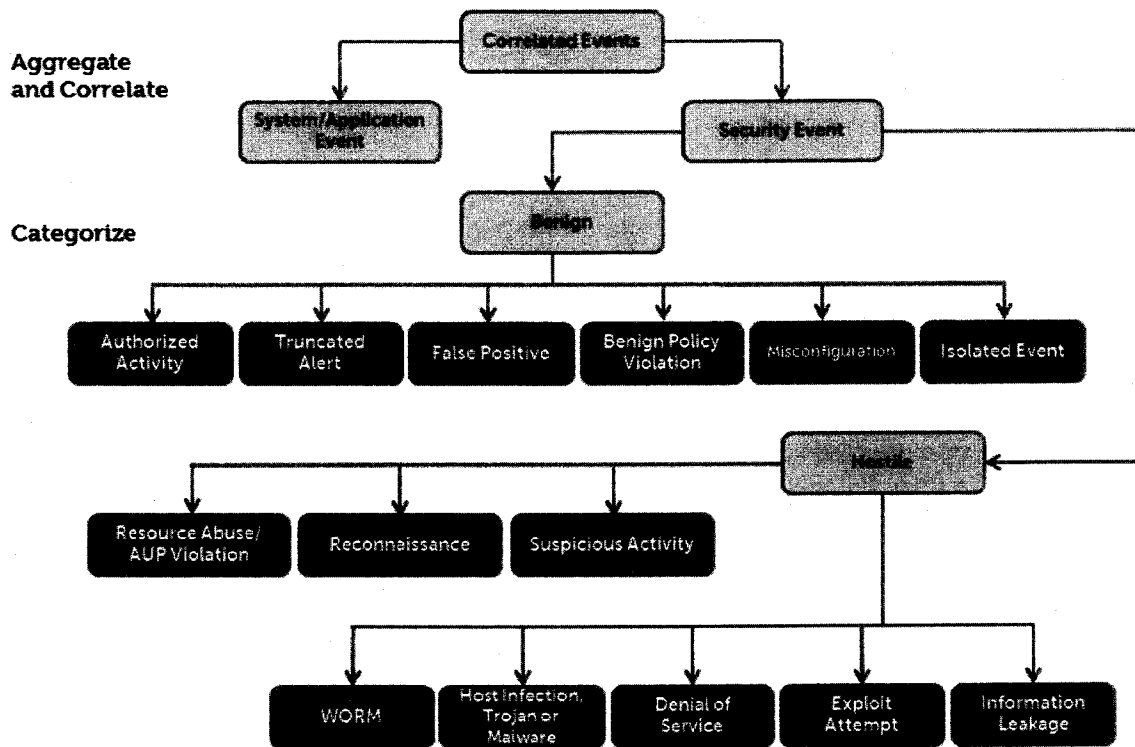 Correlated Events
Aggregate
and Correlate
System/Application
Event
Security Event
Benign
Categorize
Authorized
Activity
Truncated
Alert
False Positive
Benign Policy
Violation
Misconfiguration
Isolated Event
Hostile
Resource Abuse/
AUP Violation
Reconnaissance
Suspicious Activity
WORM
Host Infection,
Trojan or
Malware
Denial of
Service
Exploit
Attempt
Information
Leakage